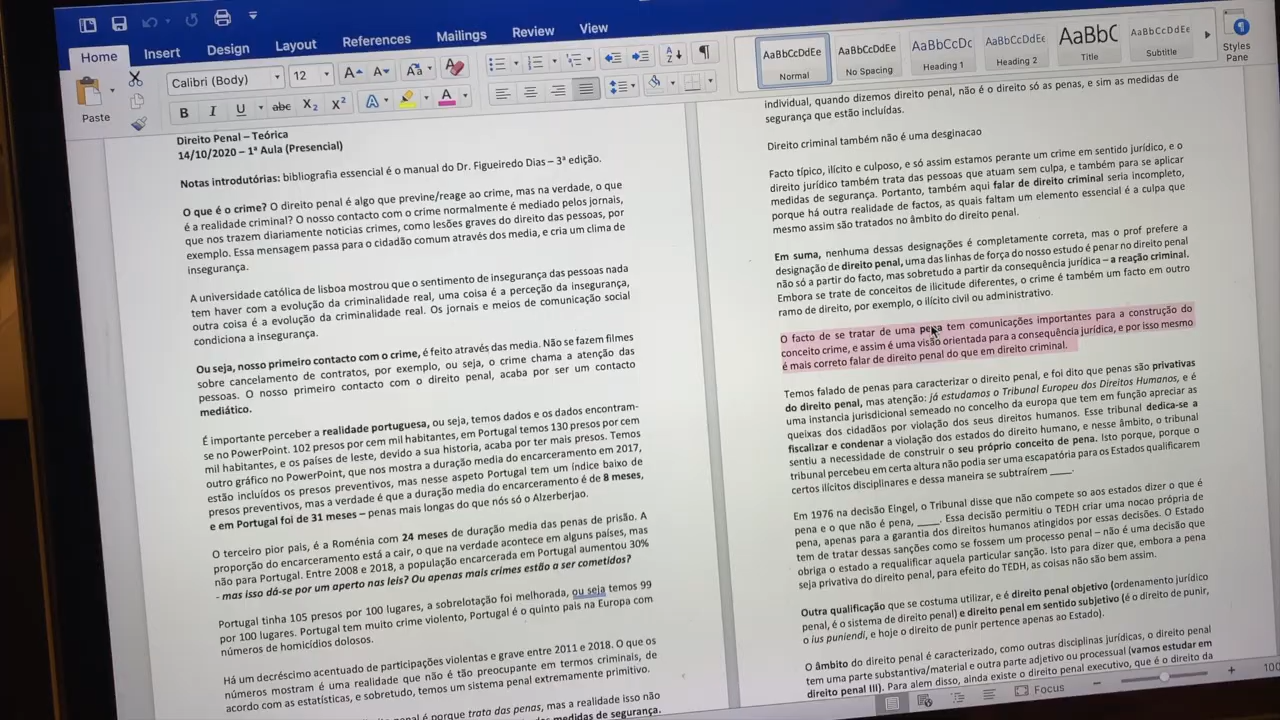 Home
Insert
Design
Layout
References
Mailings
Review
View
Paste
Calibri (Body)
12
AaBbCcDdEe
Normal
AaBbCcDdEe
No Spacing
AaBbCcDc
Heading 1
AaBbCcDdEe
Heading 2
AaBbC
Title
AaBbCcDdEe
Subtitle
Styles
Pane
Direito Penal – Teórica
14/10/2020 – 1ª Aula (Presencial)
Notas introdutórias: bibliografia essencial é o manual do Dr. Figueiredo Dias – 3ª edição.
O que é o crime? O direito penal é algo que previne/reage ao crime, mas na verdade, o que
é a realidade criminal? O nosso contacto com o crime normalmente é mediado pelos jornais,
que nos trazem diariamente noticias crimes, como lesões graves do direito das pessoas, por
exemplo. Essa mensagem passa para o cidadão comum através dos media, e cria um clima de
insegurança.
A universidade católica de lisboa mostrou que o sentimento de insegurança das pessoas nada
tem haver com a evolução da criminalidade real, uma coisa é a perceção da insegurança,
outra coisa é a evolução da criminalidade real. Os jornais e meios de comunicação social
condiciona a insegurança.
Ou seja, nosso primeiro contacto com o crime, é feito através das media. Não se fazem filmes
sobre cancelamento de contratos, por exemplo, ou seja, o crime chama a atenção das
pessoas. O nosso primeiro contacto com o direito penal, acaba por ser um contacto
mediático.
É importante perceber a realidade portuguesa, ou seja, temos dados e os dados encontram-
se no PowerPoint. 102 presos por cem mil habitantes, em Portugal temos 130 presos por cem
mil habitantes, e os países de leste, devido a sua historia, acaba por ter mais presos. Temos
outro gráfico no PowerPoint, que nos mostra a duração media do encarceramento em 2017,
estão incluídos os presos preventivos, mas nesse aspeto Portugal tem um índice baixo de
presos preventivos, mas a verdade é que a duração media do encarceramento é de 8 meses,
e em Portugal foi de 31 meses – penas mais longas do que nós só o Alzerberjao.
O terceiro pior pais, é a Roménia com 24 meses de duração media das penas de prisão. A
proporção do encarceramento está a cair, o que na verdade acontece em alguns países, mas
não para Portugal. Entre 2008 e 2018, a população encarcerada em Portugal aumentou 30%
- mas isso dá-se por um aperto nas leis? Ou apenas mais crimes estão a ser cometidos?
Portugal tinha 105 presos por 100 lugares, a sobrelotação foi melhorada, ou seja temos 99
por 100 lugares. Portugal tem muito crime violento, Portugal é o quinto pais na Europa com
números de homicídios dolosos.
Há um decréscimo acentuado de participações violentas e grave entre 2011 e 2018. O que os
números mostram é uma realidade que não é tão preocupante em termos criminais, de
acordo com as estatísticas, e sobretudo, temos um sistema penal extremamente primitivo.
penal é porque trata das penas, mas a realidade isso não
medidas de segurança.
individual, quando dizemos direito penal, não é o direito só as penas, e sim as medidas de
segurança que estão incluídas.
Direito criminal também não é uma desginacao
Facto típico, ilícito e culposo, e só assim estamos perante um crime em sentido jurídico, e o
direito jurídico também trata das pessoas que atuam sem culpa, e também para se aplicar
medidas de segurança. Portanto, também aqui falar de direito criminal seria incompleto,
porque há outra realidade de factos, as quais faltam um elemento essencial é a culpa que
mesmo assim são tratados no âmbito do direito penal.
Em suma, nenhuma dessas designações é completamente correta, mas o prof prefere a
designação de direito penal, uma das linhas de força do nosso estudo é penar no direito penal
não só a partir do facto, mas sobretudo a partir da consequência jurídica – a reação criminal.
Embora se trate de conceitos de ilicitude diferentes, o crime é também um facto em outro
ramo de direito, por exemplo, o ilícito civil ou administrativo.
O facto de se tratar de uma pena tem comunicações importantes para a construção do
conceito crime, e assim é uma visão orientada para a consequência jurídica, e por isso mesmo
é mais correto falar de direito penal do que em direito criminal.
Temos falado de penas para caracterizar o direito penal, e foi dito que penas são privativas
do direito penal, mas atenção: já estudamos o Tribunal Europeu dos Direitos Humanos, e é
uma instancia jurisdicional semeado no concelho da europa que tem em função apreciar as
queixas dos cidadãos por violação dos seus direitos humanos. Esse tribunal dedica-se a
fiscalizar e condenar a violação dos estados do direito humano, e nesse âmbito, o tribunal
sentiu a necessidade de construir o seu próprio conceito de pena. Isto porque, porque o
tribunal percebeu em certa altura não podia ser uma escapatória para os Estados qualificarem
certos ilícitos disciplinares e dessa maneira se subtraírem ____.
Em 1976 na decisão Eingel, o Tribunal disse que não compete so aos estados dizer o que é
pena e o que não é pena, ____. Essa decisão permitiu o TEDH criar uma nocao própria de
pena, apenas para a garantia dos direitos humanos atingidos por essas decisões. O Estado
tem de tratar dessas sanções como se fossem um processo penal – não é uma decisão que
obriga o estado a requalificar aquela particular sanção. Isto para dizer que, embora a pena
seja privativa do direito penal, para efeito do TEDH, as coisas não são bem assim.
Outra qualificação que se costuma utilizar, e é direito penal objetivo (ordenamento jurídico
penal, é o sistema de direito penal) e direito penal em sentido subjetivo (é o direito de punir,
o ius puniendi, e hoje o direito de punir pertence apenas ao Estado).
O âmbito do direito penal é caracterizado, como outras disciplinas jurídicas, o direito penal
tem uma parte substantiva/material e outra parte adjetivo ou processual (vamos estudar em
direito penal III). Para além disso, ainda existe o direito penal executivo, que é o direito da
Focus
100